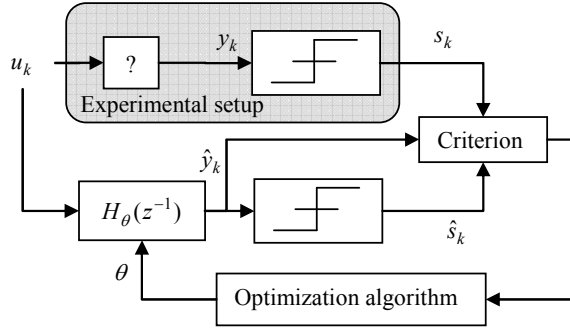 u_k
?
y_k
s_k
Experimental setup
Criterion
ŷ_k
H_θ(z⁻¹)
ŝ_k
θ
Optimization algorithm